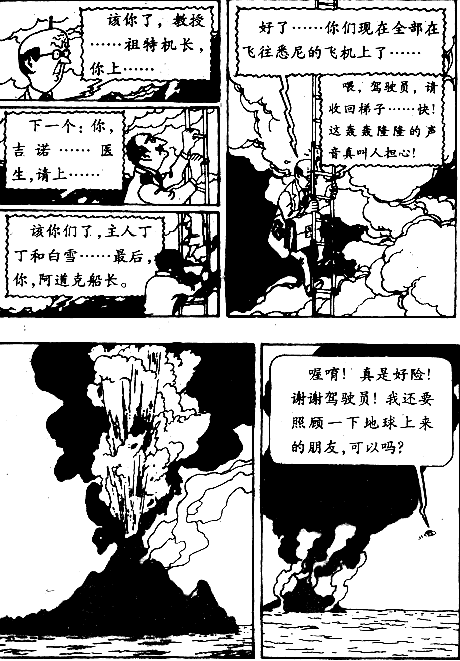 该你了,教授
……祖特机长,
你上……
下一个:你,
吉诺……医
生,请上……
该你们了,主人丁
丁和白雪……最后,
你,阿道克船长。
好了……你们现在全部在
飞往悉尼的飞机上了……
喂,驾驶员,请
收回梯子……快!
这轰轰隆隆的声
音真叫人担心!
喔唷!真是好险!
谢谢驾驶员!我还要
照顾一下地球上来
的朋友,可以吗?